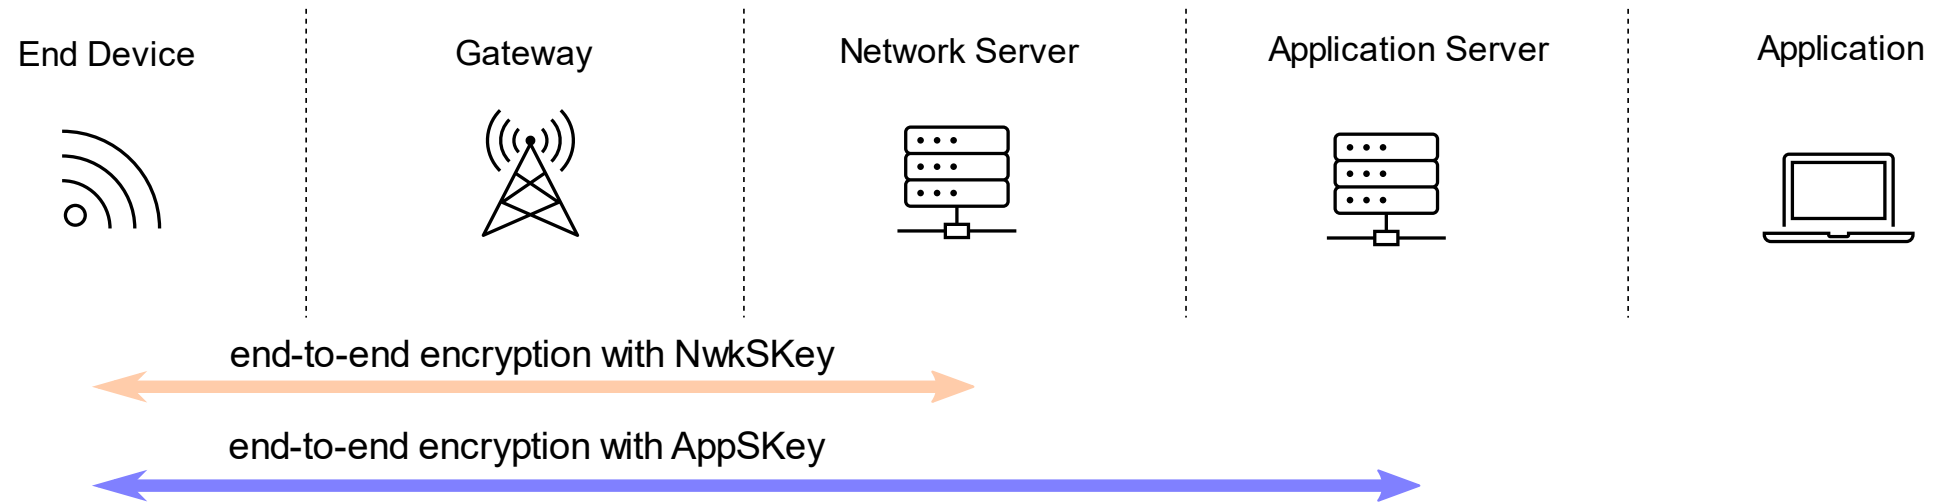 End Device
Gateway
Network Server
Application Server
Application
end-to-end encryption with NwkSKey
end-to-end encryption with AppSKey